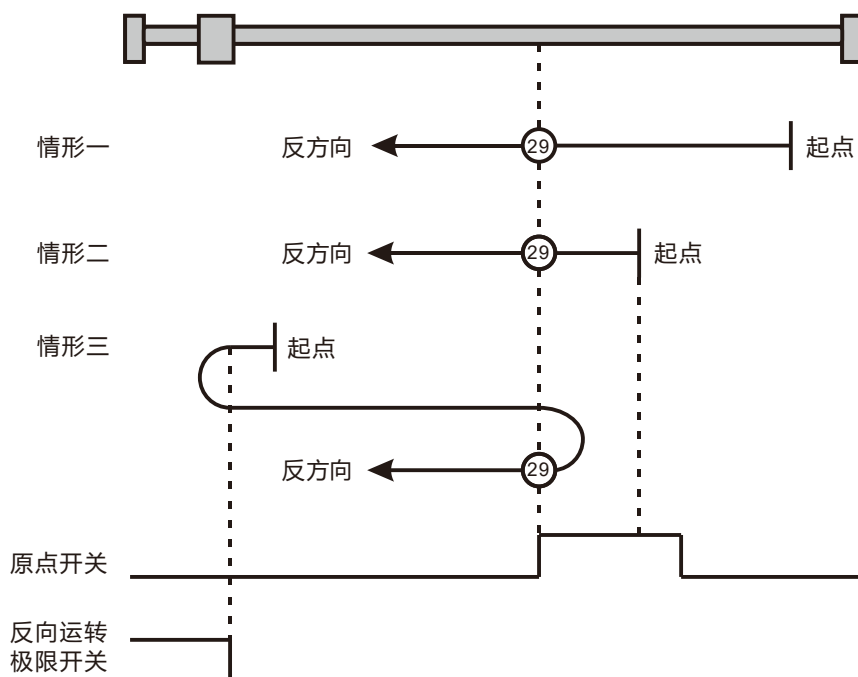 情形一
反方向
29
起点
情形二
反方向
29
起点
情形三
起点
反方向
29
原点开关
反向运转
极限开关